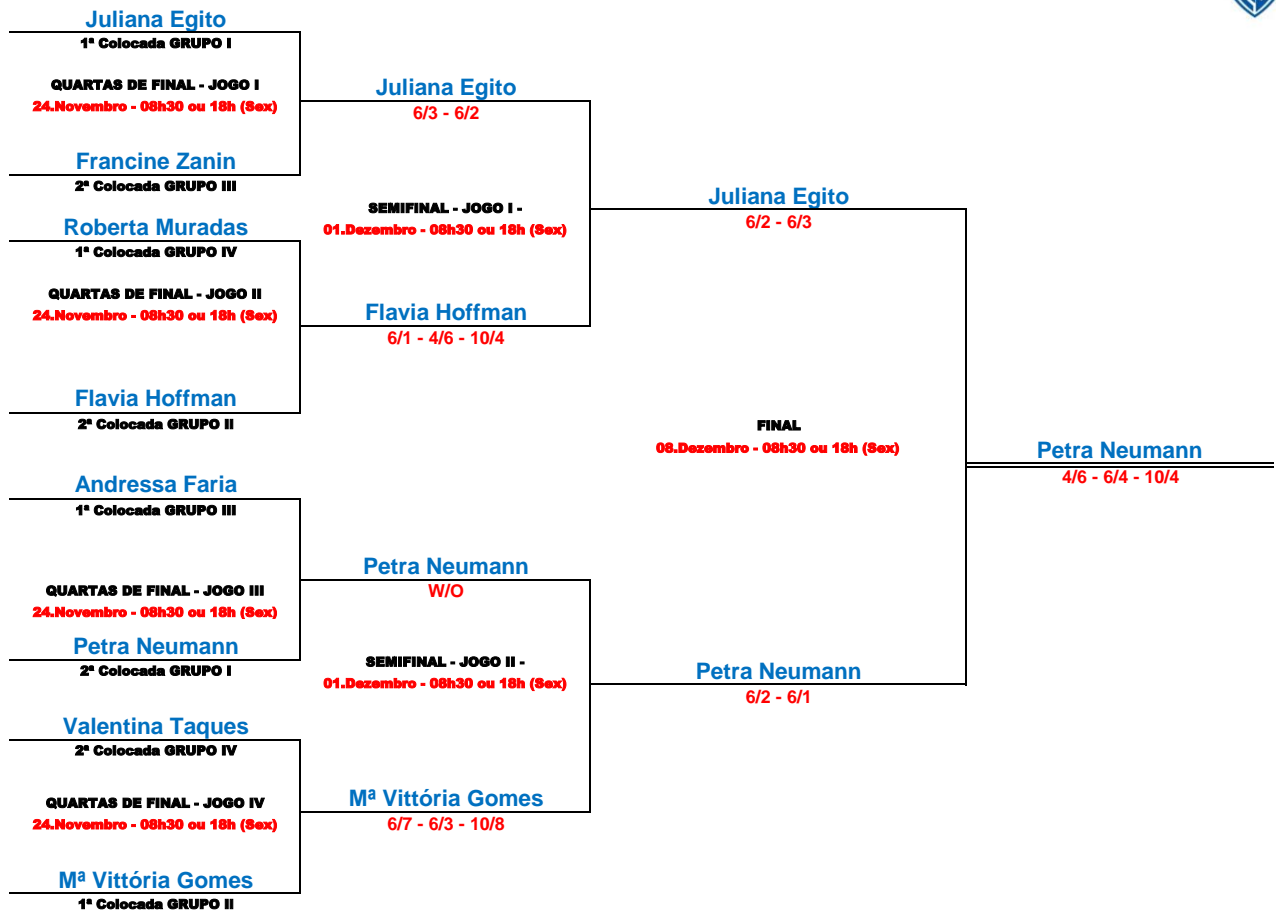 Juliana Egito
1ª Colocada GRUPO I
QUARTAS DE FINAL - JOGO I
24.Novembro - 08h30 ou 18h (Sex)
Francine Zanin
2ª Colocada GRUPO III
Roberta Muradas
1ª Colocada GRUPO IV
QUARTAS DE FINAL - JOGO II
24.Novembro - 08h30 ou 18h (Sex)
Flavia Hoffman
2ª Colocada GRUPO II
Andressa Faria
1ª Colocada GRUPO III
QUARTAS DE FINAL - JOGO III
24.Novembro - 08h30 ou 18h (Sex)
Petra Neumann
2ª Colocada GRUPO I
Valentina Taques
2ª Colocada GRUPO IV
QUARTAS DE FINAL - JOGO IV
24.Novembro - 08h30 ou 18h (Sex)
Mª Vittória Gomes
1ª Colocada GRUPO II
Juliana Egito
6/3 - 6/2
SEMIFINAL - JOGO I -
01.Dezembro - 08h30 ou 18h (Sex)
Flavia Hoffman
6/1 - 4/6 - 10/4
Petra Neumann
W/O
SEMIFINAL - JOGO II -
01.Dezembro - 08h30 ou 18h (Sex)
Mª Vittória Gomes
6/7 - 6/3 - 10/8
Juliana Egito
6/2 - 6/3
FINAL
08.Dezembro - 08h30 ou 18h (Sex)
Petra Neumann
6/2 - 6/1
Petra Neumann
4/6 - 6/4 - 10/4